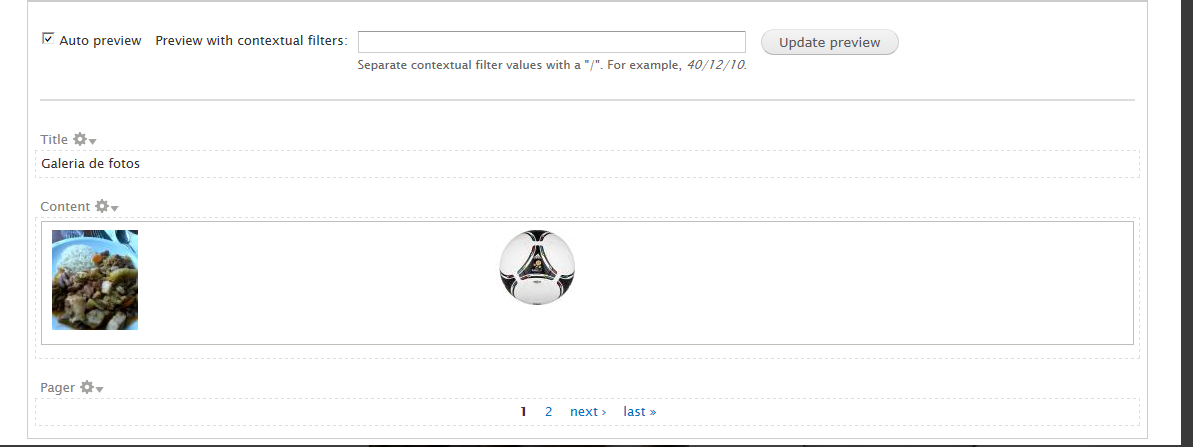 Auto preview Preview with contextual filters: Update preview
Separate contextual filter values with a "/". For example, 40/12/10.
Title
Galeria de fotos
Content
Pager
1 2 next › last »